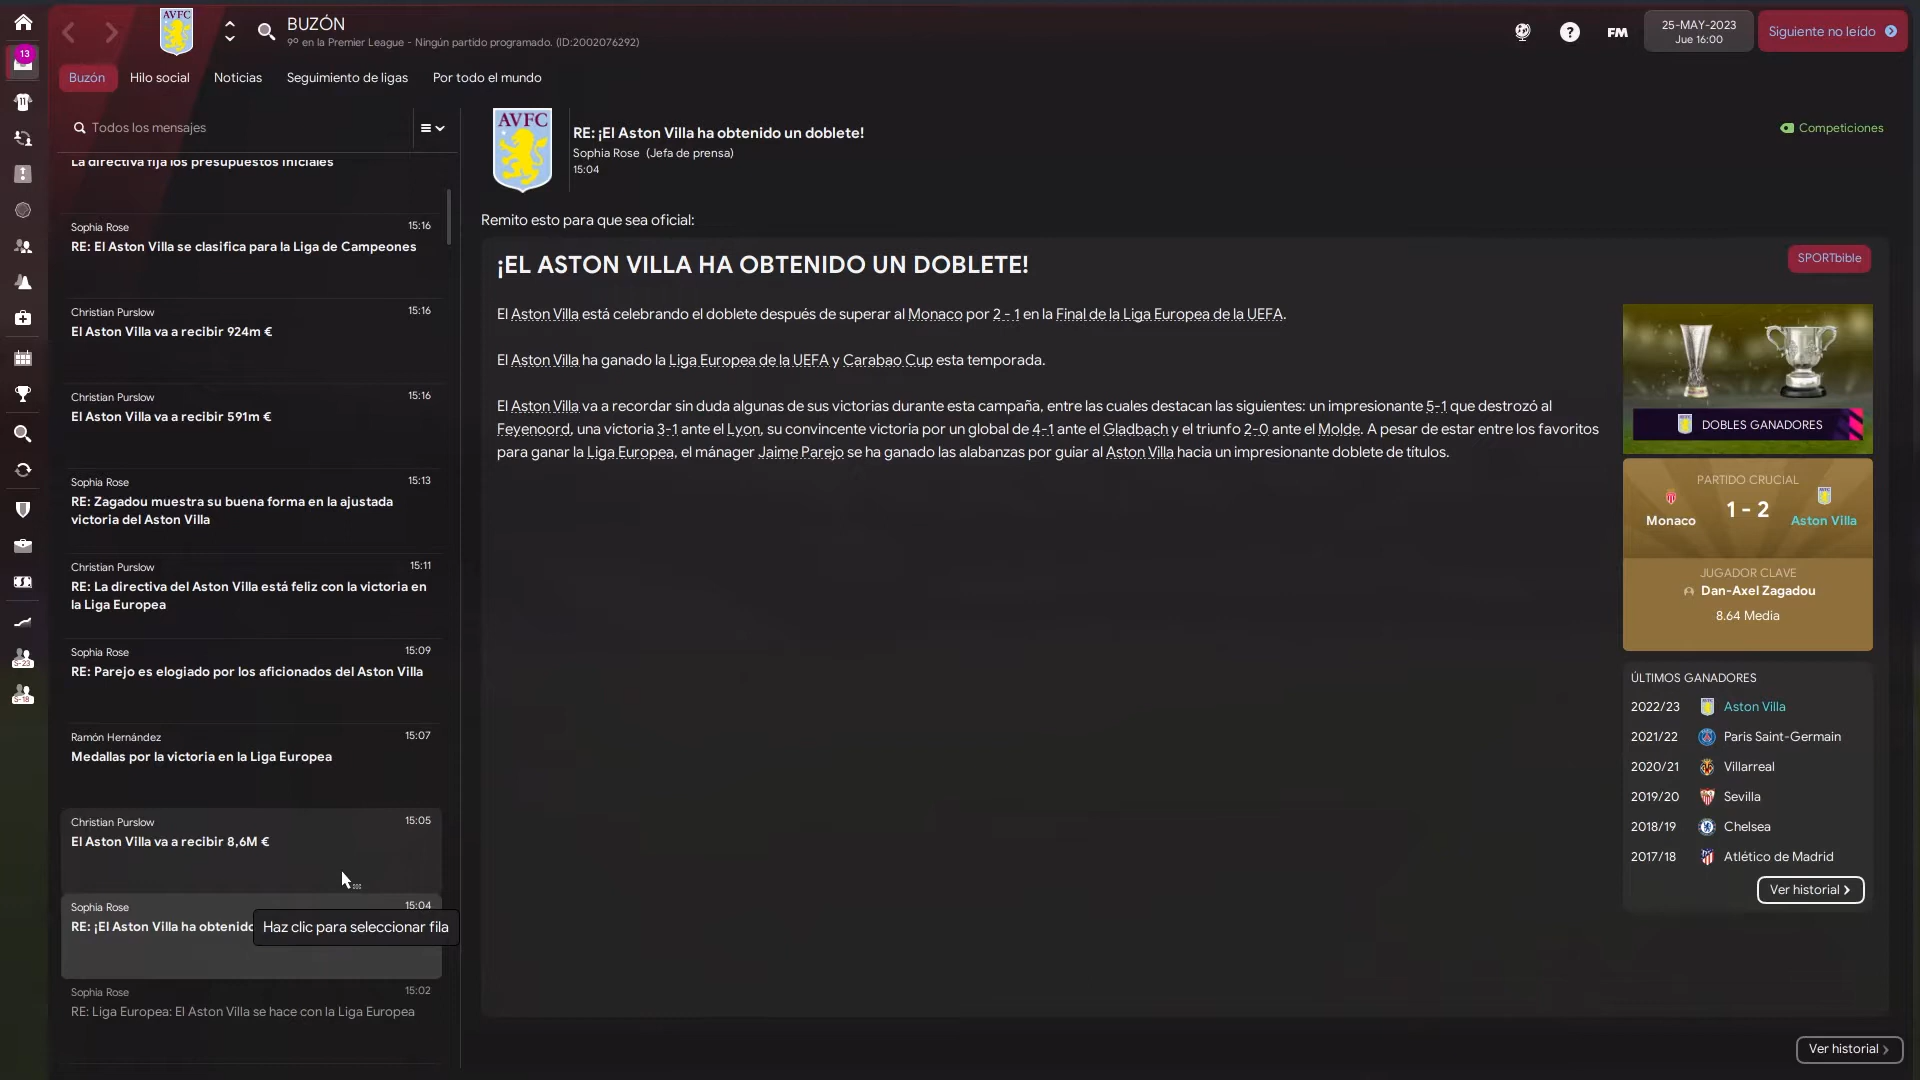 13
BUZÓN
9º en la Premier League - Ningún partido programado. (ID:2002076292)
FM
25-MAY-2023
Jue 16:00
Siguiente no leído
Buzón
Hilo social
Noticias
Seguimiento de ligas
Por todo el mundo
Todos los mensajes
La directiva fija los presupuestos iniciales
Sophia Rose 15:16
RE: El Aston Villa se clasifica para la Liga de Campeones
Christian Purslow 15:16
El Aston Villa va a recibir 924m €
Christian Purslow 15:16
El Aston Villa va a recibir 591m €
Sophia Rose 15:13
RE: Zagadou muestra su buena forma en la ajustada
victoria del Aston Villa
Christian Purslow 15:11
RE: La directiva del Aston Villa está feliz con la victoria en
la Liga Europea
Sophia Rose 15:09
RE: Parejo es elogiado por los aficionados del Aston Villa
Ramón Hernández 15:07
Medallas por la victoria en la Liga Europea
Christian Purslow 15:05
El Aston Villa va a recibir 8,6M €
Sophia Rose 15:04
RE: ¡El Aston Villa ha obtenido
Haz clic para seleccionar fila
Sophia Rose 15:02
RE: Liga Europea: El Aston Villa se hace con la Liga Europea
S-23
S-18
AVFC
AVFC
RE: ¡El Aston Villa ha obtenido un doblete!
Sophia Rose (Jefa de prensa)
15:04
Competiciones
Remito esto para que sea oficial:
¡EL ASTON VILLA HA OBTENIDO UN DOBLETE!
SPORTbible
El Aston Villa está celebrando el doblete después de superar al Monaco por 2 - 1 en la Final de la Liga Europea de la UEFA.
El Aston Villa ha ganado la Liga Europea de la UEFA y Carabao Cup esta temporada.
El Aston Villa va a recordar sin duda algunas de sus victorias durante esta campaña, entre las cuales destacan las siguientes: un impresionante 5-1 que destrozó al
Feyenoord, una victoria 3-1 ante el Lyon, su convincente victoria por un global de 4-1 ante el Gladbach y el triunfo 2-0 ante el Molde. A pesar de estar entre los favoritos
para ganar la Liga Europea, el mánager Jaime Parejo se ha ganado las alabanzas por guiar al Aston Villa hacia un impresionante doblete de títulos.
DOBLES GANADORES
PARTIDO CRUCIAL
Monaco 1 - 2 Aston Villa
JUGADOR CLAVE
Dan-Axel Zagadou
8.64 Media
ÚLTIMOS GANADORES
2022/23 Aston Villa
2021/22 Paris Saint-Germain
2020/21 Villarreal
2019/20 Sevilla
2018/19 Chelsea
2017/18 Atlético de Madrid
Ver historial
Ver historial